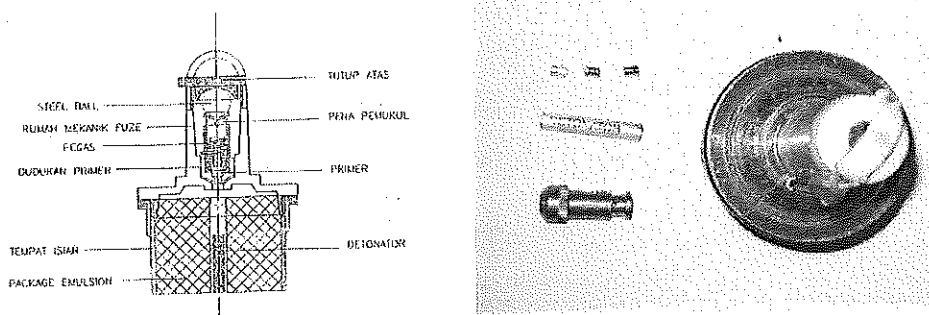 TUTUP ATAS
STEEL BALL
PENA PEMUKUL
RUMAH MEKANIK FUZE
PEGAS
DUDUKAN PRIMER
PRIMER
TEMPAT ISIAN
DETONATOR
PACKAGE EMULSION